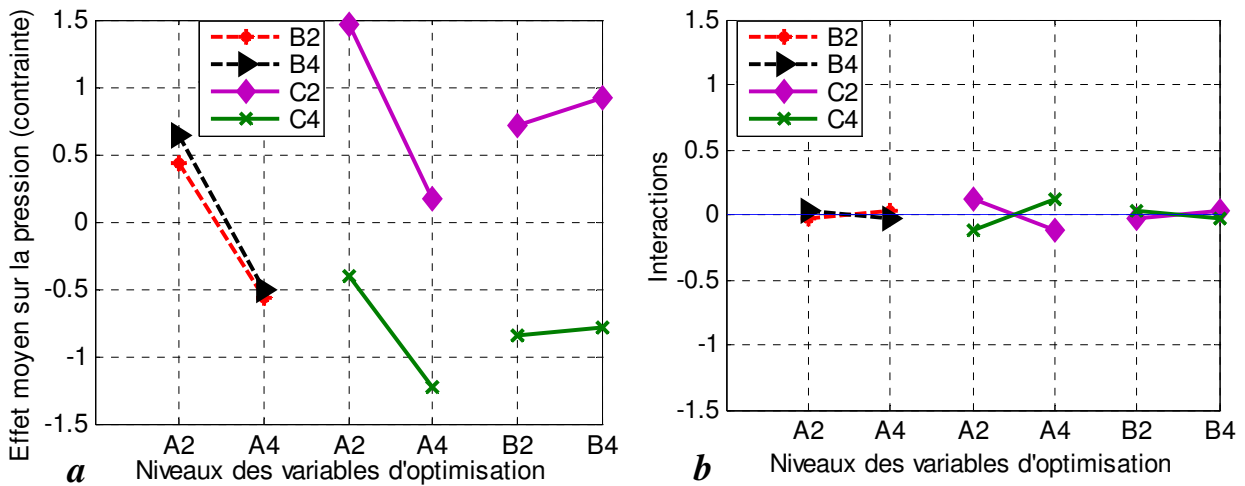 Effet moyen sur la pression (contrainte)
1.5
1
0.5
0
-0.5
-1
-1.5
B2
B4
C2
C4
A2 A4 A2 A4 B2 B4
Niveaux des variables d'optimisation
a
Interactions
1.5
1
0.5
0
-0.5
-1
-1.5
B2
B4
C2
C4
A2 A4 A2 A4 B2 B4
Niveaux des variables d'optimisation
b